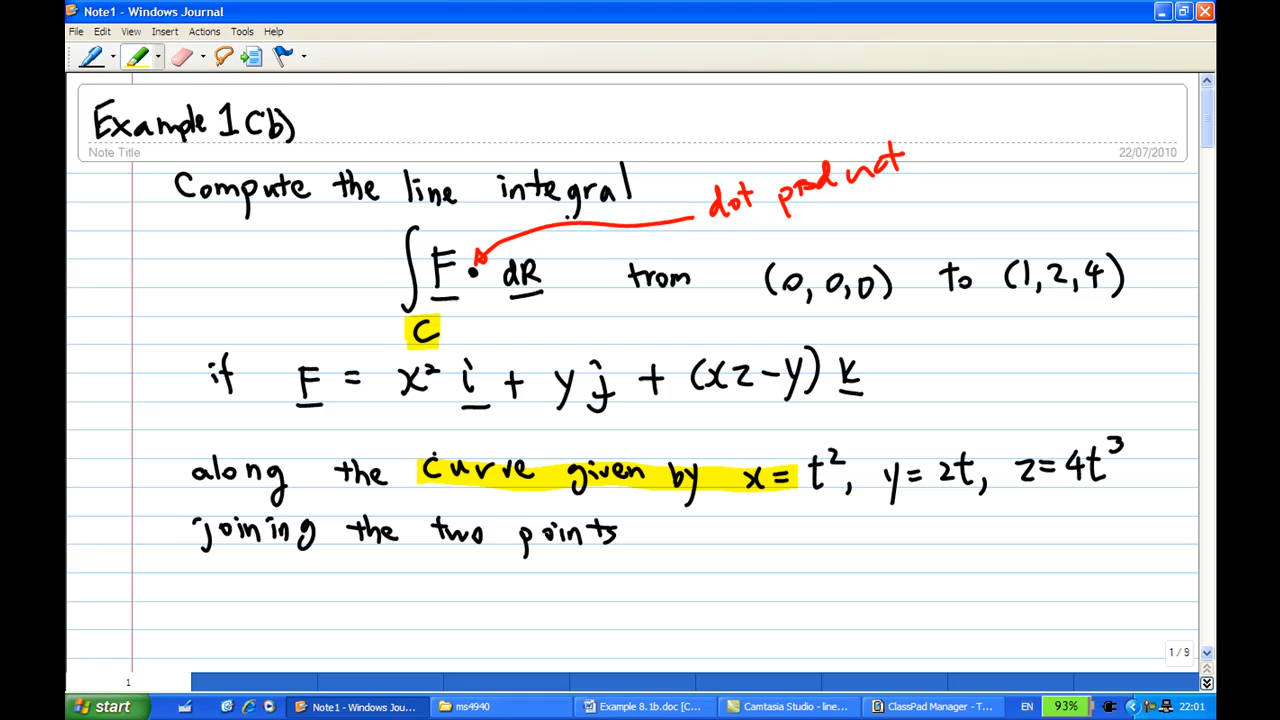 Note1 - Windows Journal
File Edit View Insert Actions Tools Help
Example 1(b)
Note Title
22/07/2010
Compute the line integral
dot product
∫ F • dR from (0,0,0) to (1,2,4)
C
if F = x² i + y j + (xz-y) k
along the curve given by x = t², y = 2t, z = 4t³
joining the two points
1 / 9
1
start Note1 - Windows Jour... ms4940 Example 8.1b.doc [C... Camtasia Studio - line... ClassPad Manager - T... EN 93% 22:01